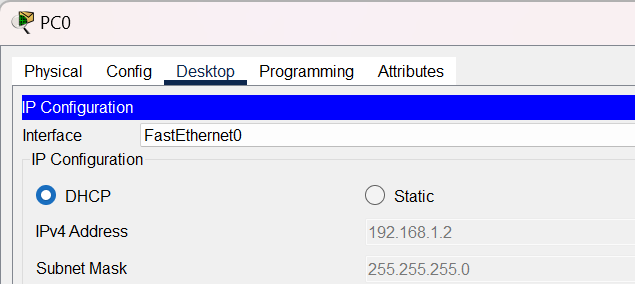 PC0
Physical Config Desktop Programming Attributes
IP Configuration
Interface FastEthernet0
IP Configuration
DHCP Static
IPv4 Address 192.168.1.2
Subnet Mask 255.255.255.0